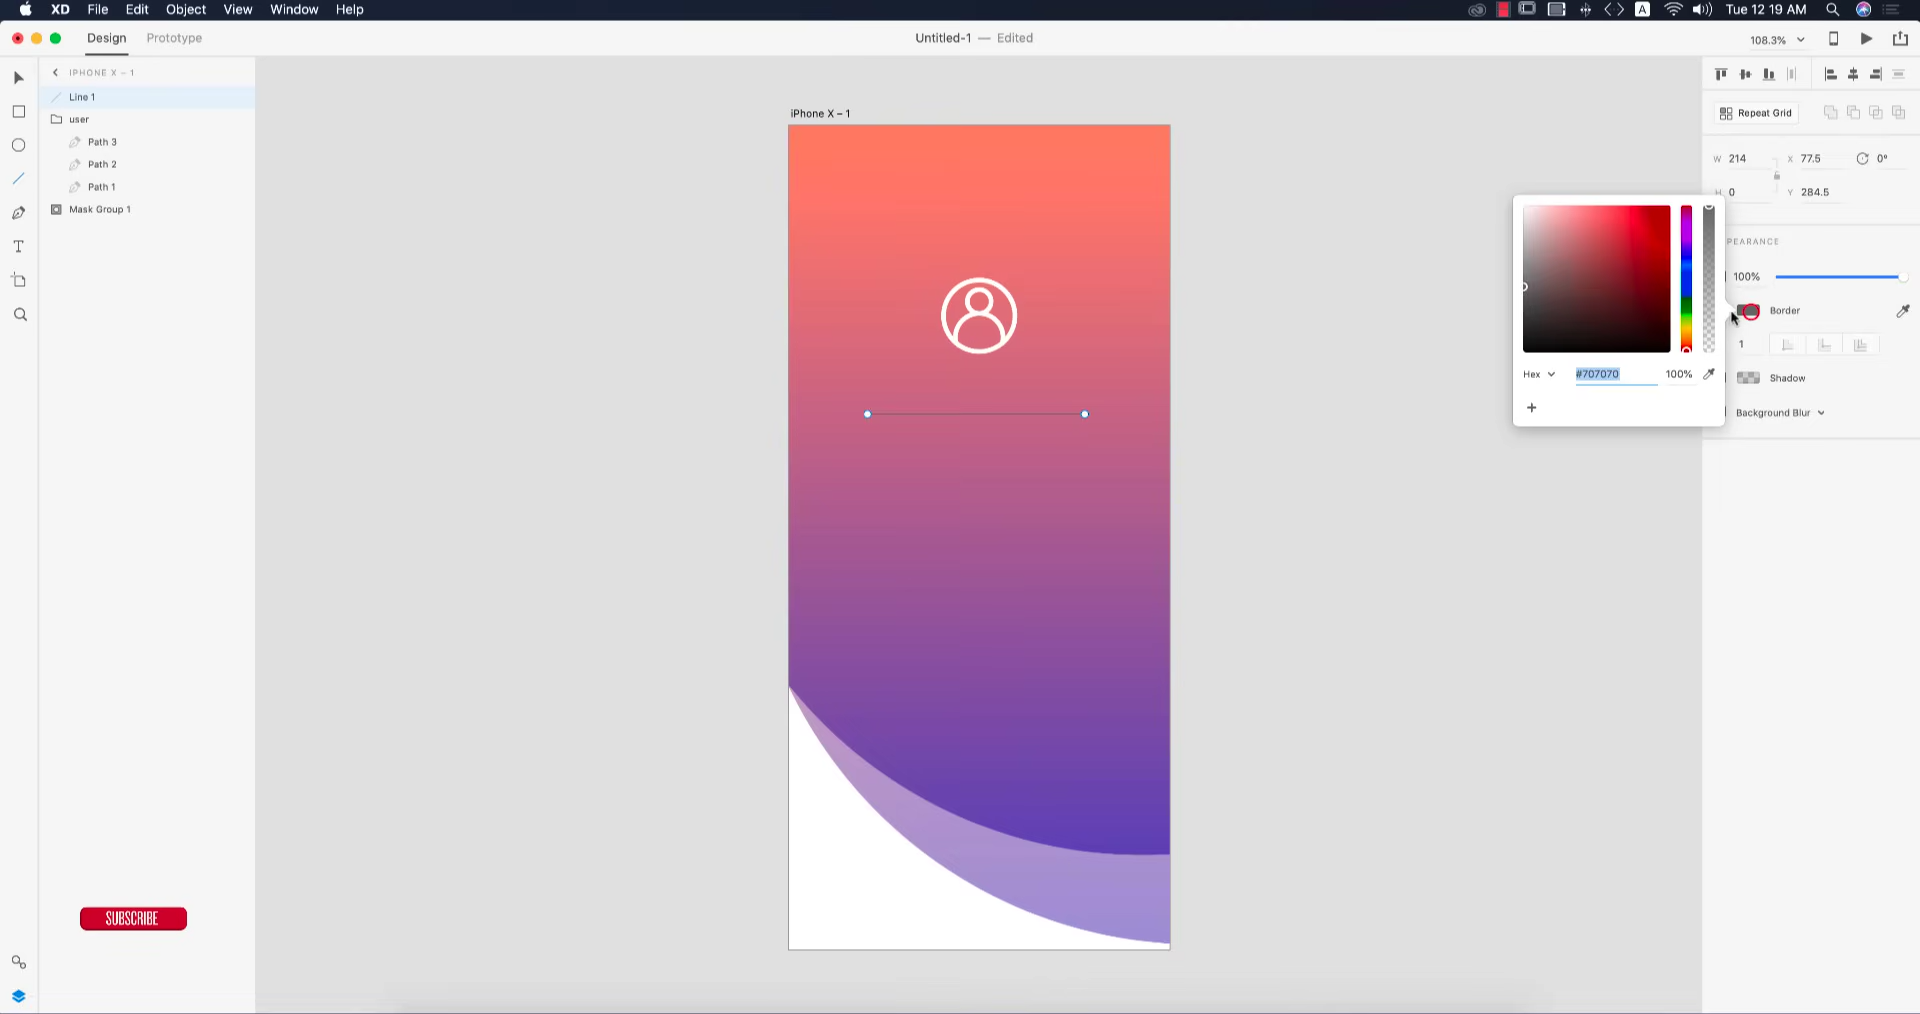 XD File Edit Object View Window Help
A Tue 12 19 AM
Design Prototype
Untitled-1 — Edited
108.3%
IPHONE X – 1
Line 1
user
Path 3
Path 2
Path 1
Mask Group 1
T
iPhone X – 1
Repeat Grid
W 214 X 77.5 0°
H 0 Y 284.5
PEARANCE
100%
Border
1
Shadow
Background Blur
Hex #707070 100%
+
SUBSCRIBE